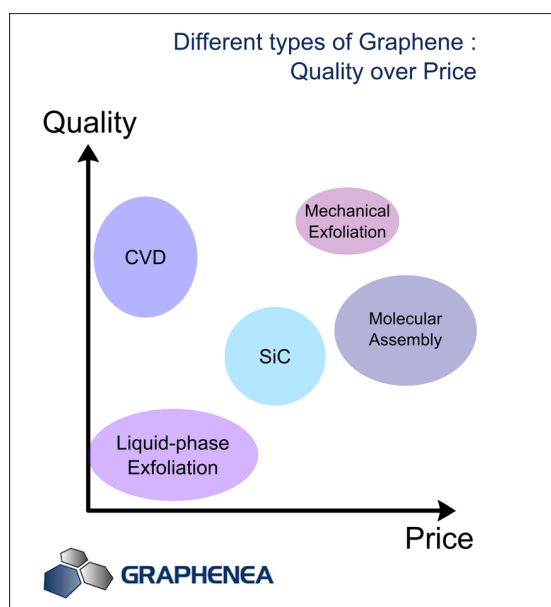 Different types of Graphene :
Quality over Price
Quality
Mechanical
Exfoliation
CVD
Molecular
Assembly
SiC
Liquid-phase
Exfoliation
Price
GRAPHENEA